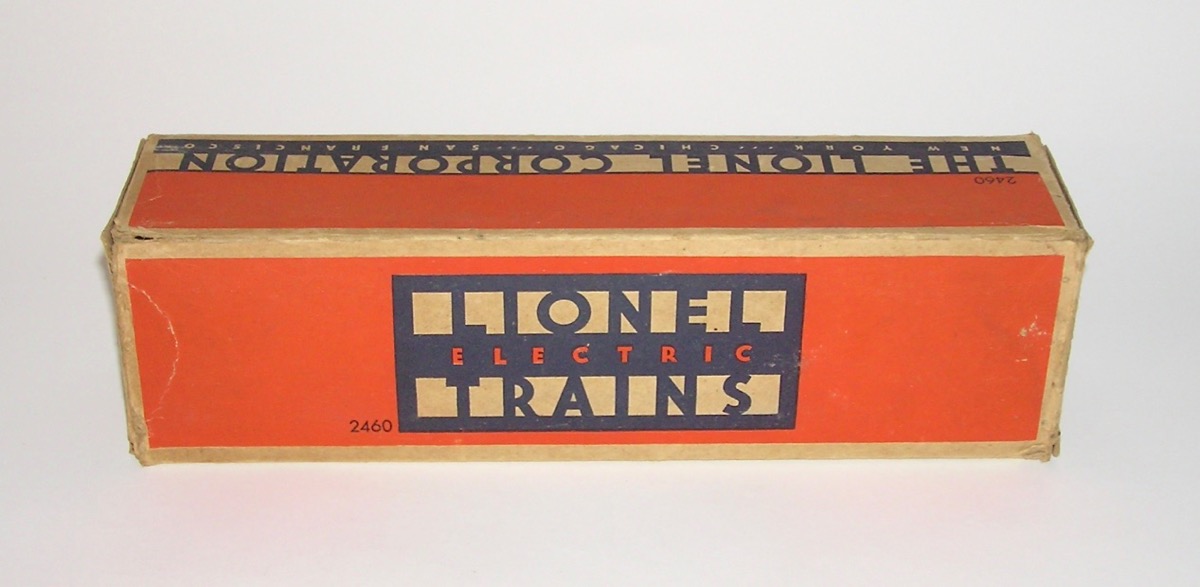 NEW YORK ··· CHICAGO ··· SAN FRANCISCO
THE LIONEL CORPORATION
2460
LIONEL
ELECTRIC
TRAINS
2460